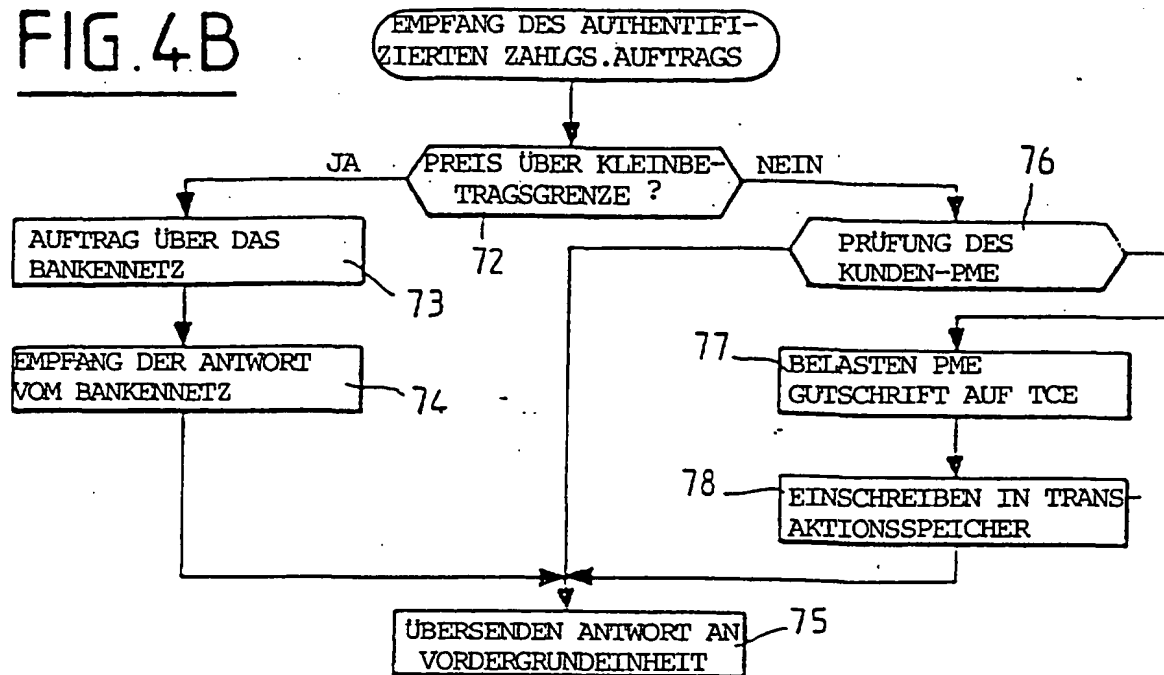 FIG.4B
EMPFANG DES AUTHENTIFI-
ZIERTEN ZAHLGS.AUFTRAGS
JA
PREIS ÜBER KLEINBE-
TRAGSGRENZE ?
NEIN
72
76
AUFTRAG ÜBER DAS
BANKENNETZ
73
PRÜFUNG DES
KUNDEN-PME
EMPFANG DER ANTWORT
VOM BANKENNETZ
74
77
BELASTEN PME
GUTSCHRIFT AUF TCE
78
EINSCHREIBEN IN TRANS-
AKTIONSSPEICHER
ÜBERSENDEN ANTWORT AN
VORDERGRUNDEINHEIT
75